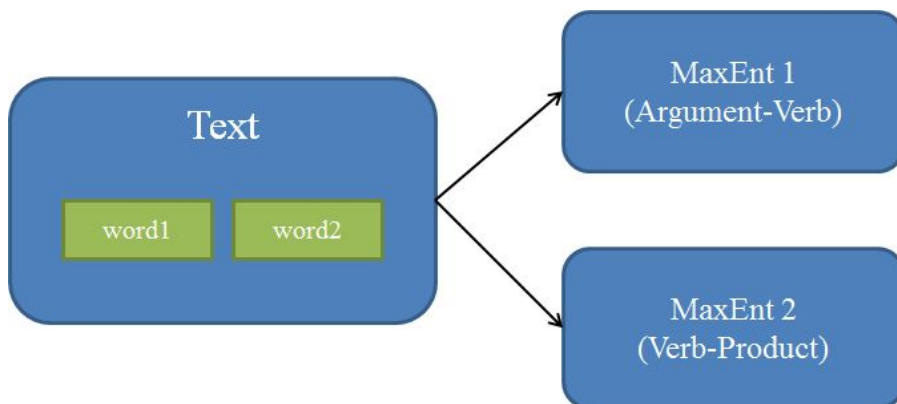 Text
word1
word2
MaxEnt 1
(Argument-Verb)
MaxEnt 2
(Verb-Product)